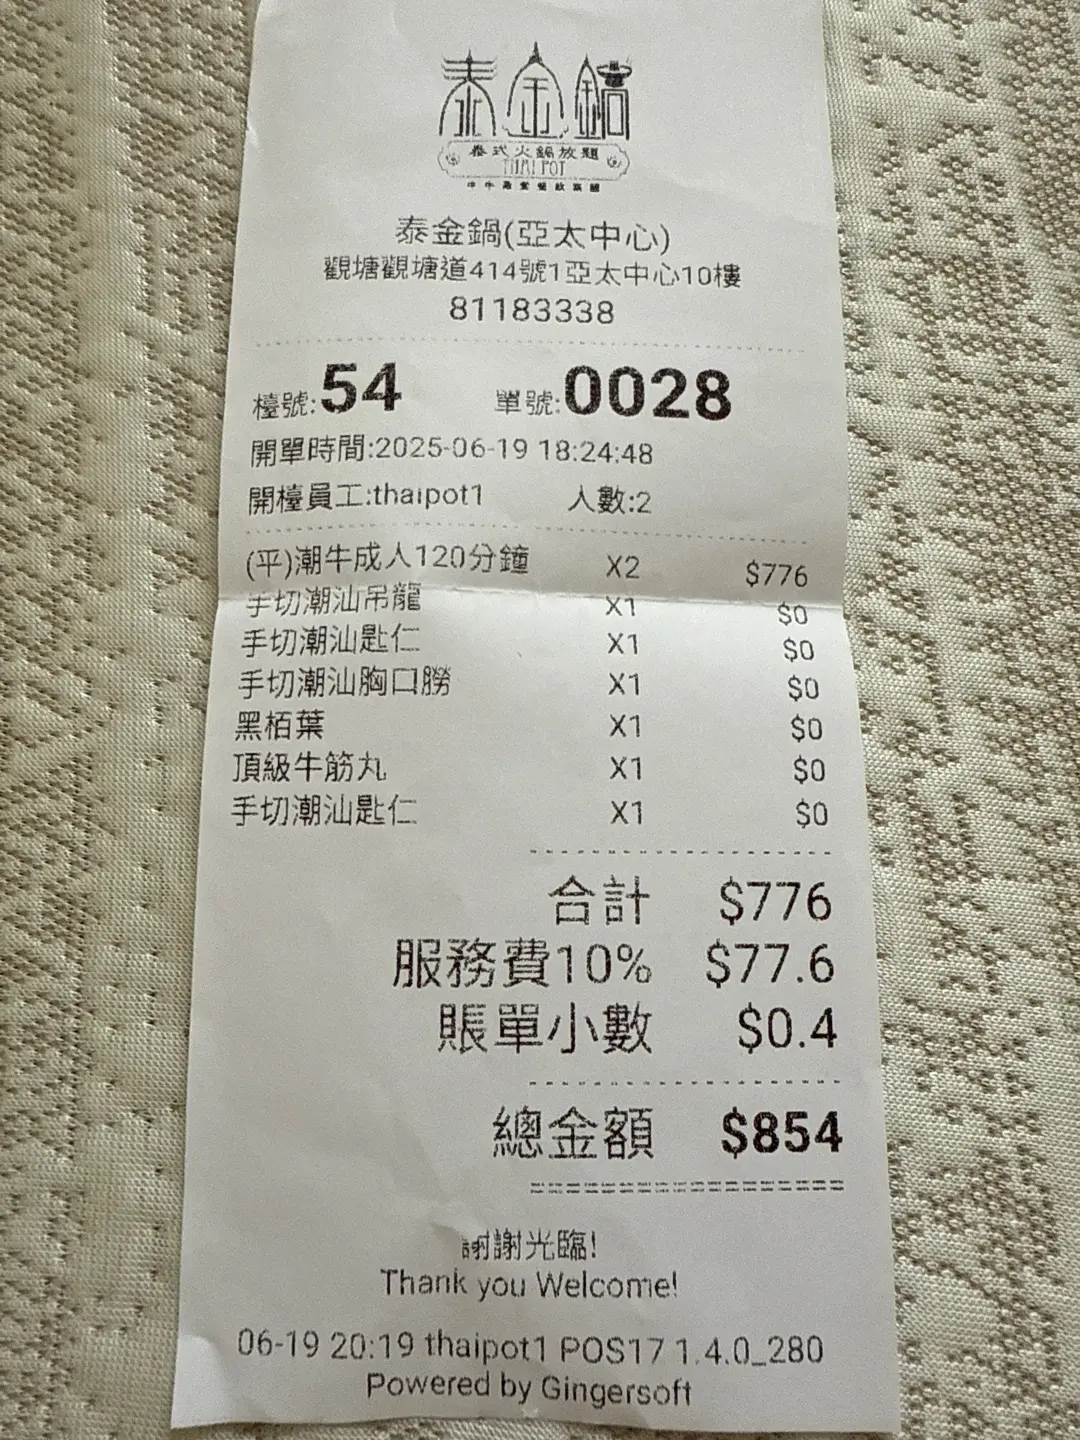 泰金鍋
泰式火鍋放題
THAI POT
泰金鍋(亞太中心)
觀塘觀塘道414號1亞太中心10樓
81183338
檯號:54 單號:0028
開單時間:2025-06-19 18:24:48
開檯員工:thaipot1 人數:2
(平)潮牛成人120分鐘 X2 $776
手切潮汕吊龍 X1 $0
手切潮汕匙仁 X1 $0
手切潮汕胸口朥 X1 $0
黑栢葉 X1 $0
頂級牛筋丸 X1 $0
手切潮汕匙仁 X1 $0
合計 $776
服務費10% $77.6
賬單小數 $0.4
總金額 $854
謝謝光臨!
Thank you Welcome!
06-19 20:19 thaipot1 POS17 1.4.0_280
Powered by Gingersoft